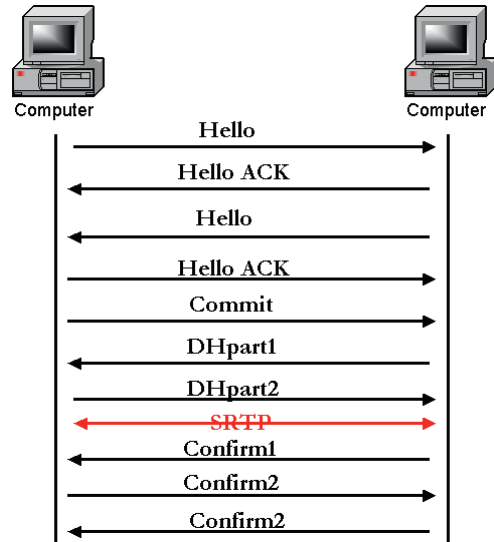 Computer
Computer
Hello
Hello ACK
Hello
Hello ACK
Commit
DHpart1
DHpart2
SRTP
Confirm1
Confirm2
Confirm2